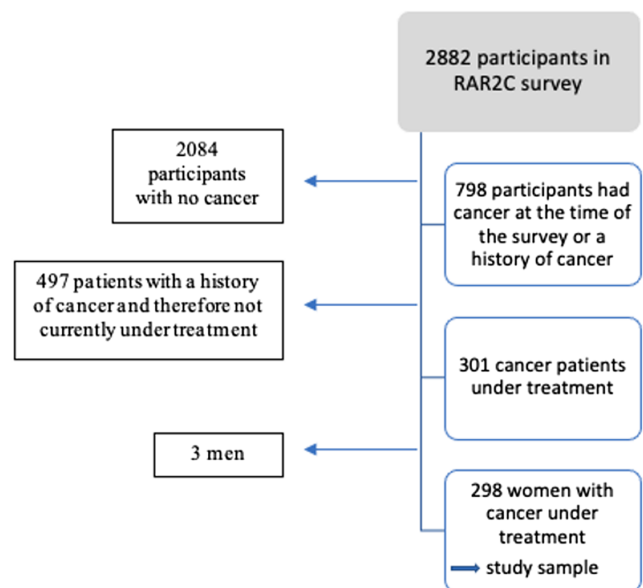 2882 participants in
RAR2C survey
2084
participants
with no cancer
798 participants had
cancer at the time of
the survey or a
history of cancer
497 patients with a history
of cancer and therefore not
currently under treatment
301 cancer patients
under treatment
3 men
298 women with
cancer under
treatment
study sample